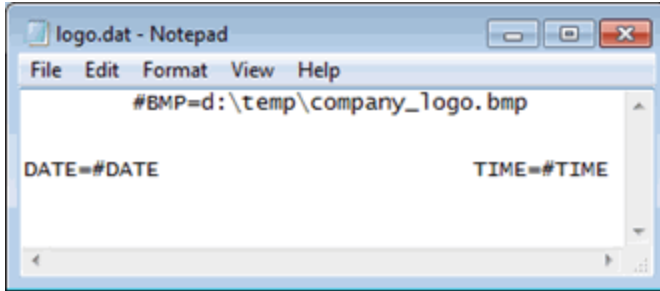 logo.dat - Notepad
File Edit Format View Help
#BMP=d:\temp\company_logo.bmp
DATE=#DATE TIME=#TIME